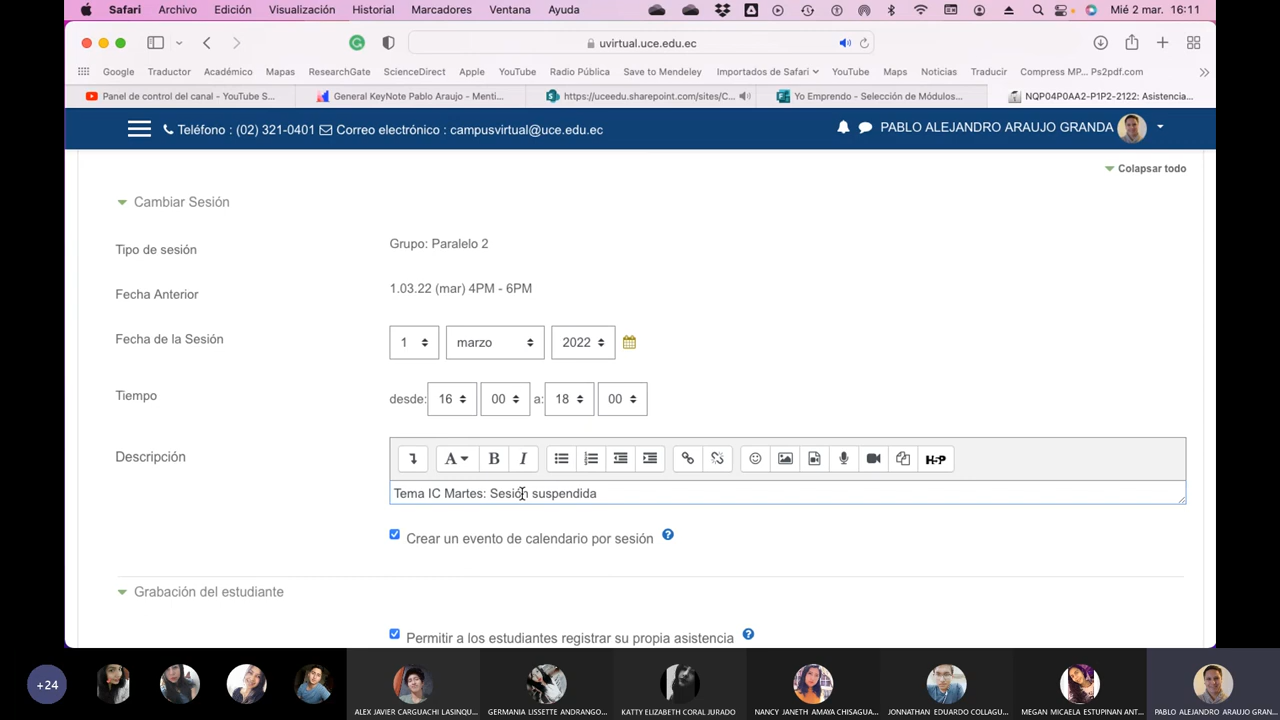 Safari Archivo Edición Visualización Historial Marcadores Ventana Ayuda Mié 2 mar. 16:11
uvirtual.uce.edu.ec
Google Traductor Académico Mapas ResearchGate ScienceDirect Apple YouTube Radio Pública Save to Mendeley Importados de Safari YouTube Maps Noticias Traducir Compress MP... Ps2pdf.com
Panel de control del canal - YouTube S... General KeyNote Pablo Araujo - Menti... https://uceedu.sharepoint.com/sites/C... Yo Emprendo - Selección de Módulos... NQP04P0AA2-P1P2-2122: Asistencia...
Teléfono : (02) 321-0401 Correo electrónico : campusvirtual@uce.edu.ec PABLO ALEJANDRO ARAUJO GRANDA
Colapsar todo
Cambiar Sesión
Tipo de sesión Grupo: Paralelo 2
Fecha Anterior 1.03.22 (mar) 4PM - 6PM
Fecha de la Sesión 1 marzo 2022
Tiempo desde: 16 00 a: 18 00
Descripción A B I H5P
Tema IC Martes: Sesión suspendida
Crear un evento de calendario por sesión ?
Grabación del estudiante
Permitir a los estudiantes registrar su propia asistencia ?
+24
ALEX JAVIER CARGUACHI LASINQU... GERMANIA LISSETTE ANDRANGO... KATTY ELIZABETH CORAL JURADO NANCY JANETH AMAYA CHISAGUA... JONNATHAN EDUARDO COLLAGU... MEGAN MICAELA ESTUPINAN ANT... PABLO ALEJANDRO ARAUJO GRAN...